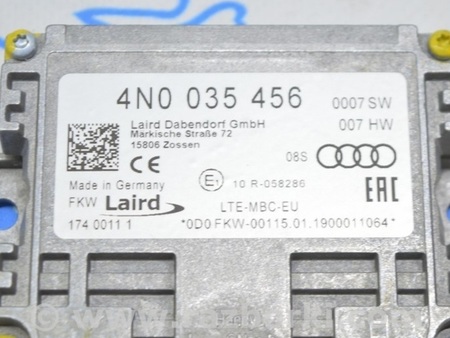 4N0 035 456
0007 SW
Laird Dabendorf GmbH
007 HW
Märkische Straße 72
15806 Zossen
08S
CE
E1
10 R-058286
EAC
Made in Germany
FKW Laird
LTE-MBC-EU
174 0011 1
*0D0 FKW-00115.01.1900011064*